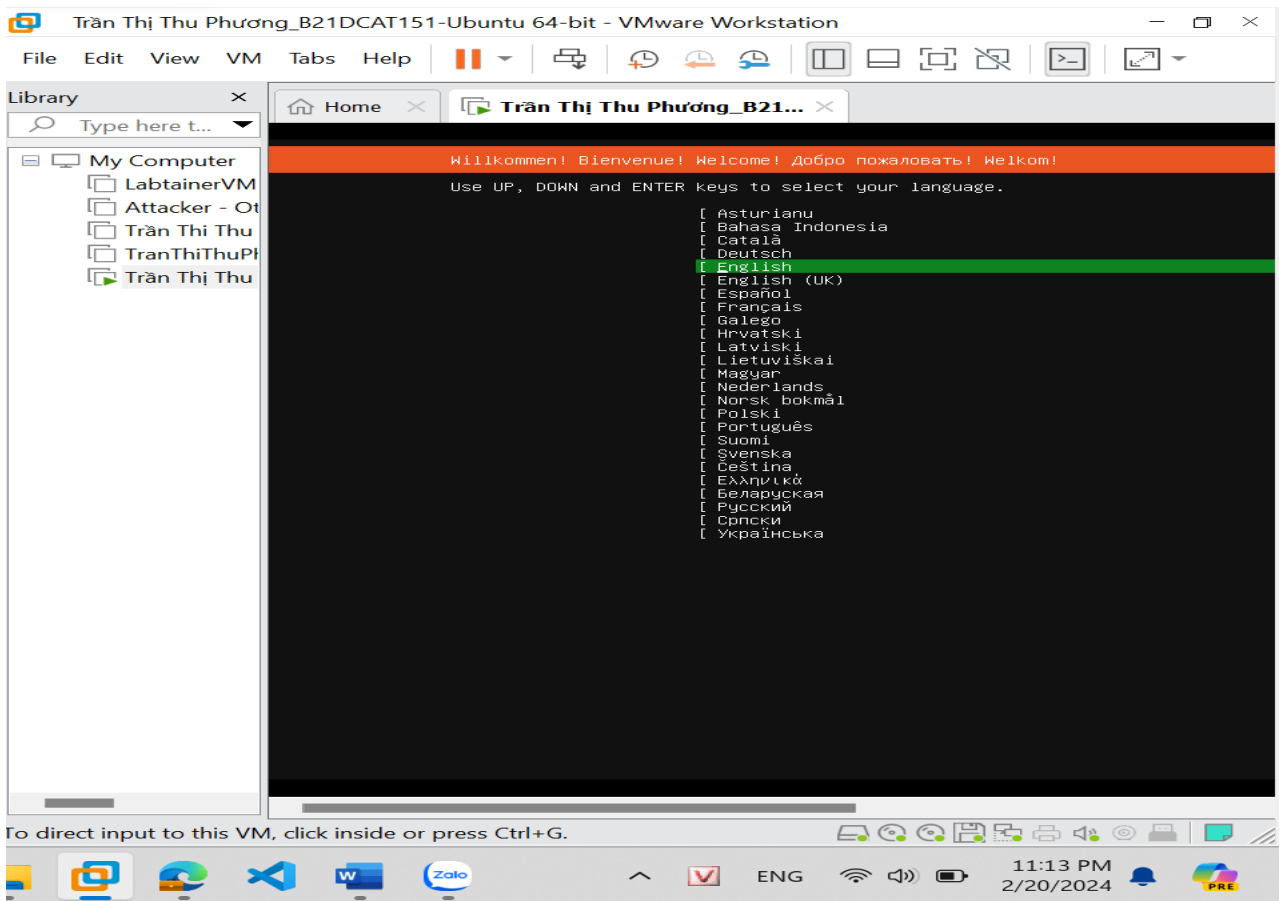 Trần Thị Thu Phương_B21DCAT151-Ubuntu 64-bit - VMware Workstation
File Edit View VM Tabs Help
Library
Type here t...
My Computer
LabtainerVM
Attacker - Ot
Trần Thi Thu
TranThiThuPh
Trần Thị Thu
Home
Trần Thị Thu Phương_B21...
Willkommen! Bienvenue! Welcome! Добро пожаловать! Welkom!
Use UP, DOWN and ENTER keys to select your language.
[ Asturianu
[ Bahasa Indonesia
[ Català
[ Deutsch
[ English
[ English (UK)
[ Español
[ Français
[ Galego
[ Hrvatski
[ Latviski
[ Lietuviškai
[ Magyar
[ Nederlands
[ Norsk bokmål
[ Polski
[ Português
[ Suomi
[ Svenska
[ Čeština
[ Ελληνικά
[ Беларуская
[ Русский
[ Српски
[ Українська
To direct input to this VM, click inside or press Ctrl+G.
W
Zalo
V
ENG
11:13 PM
2/20/2024
PRE